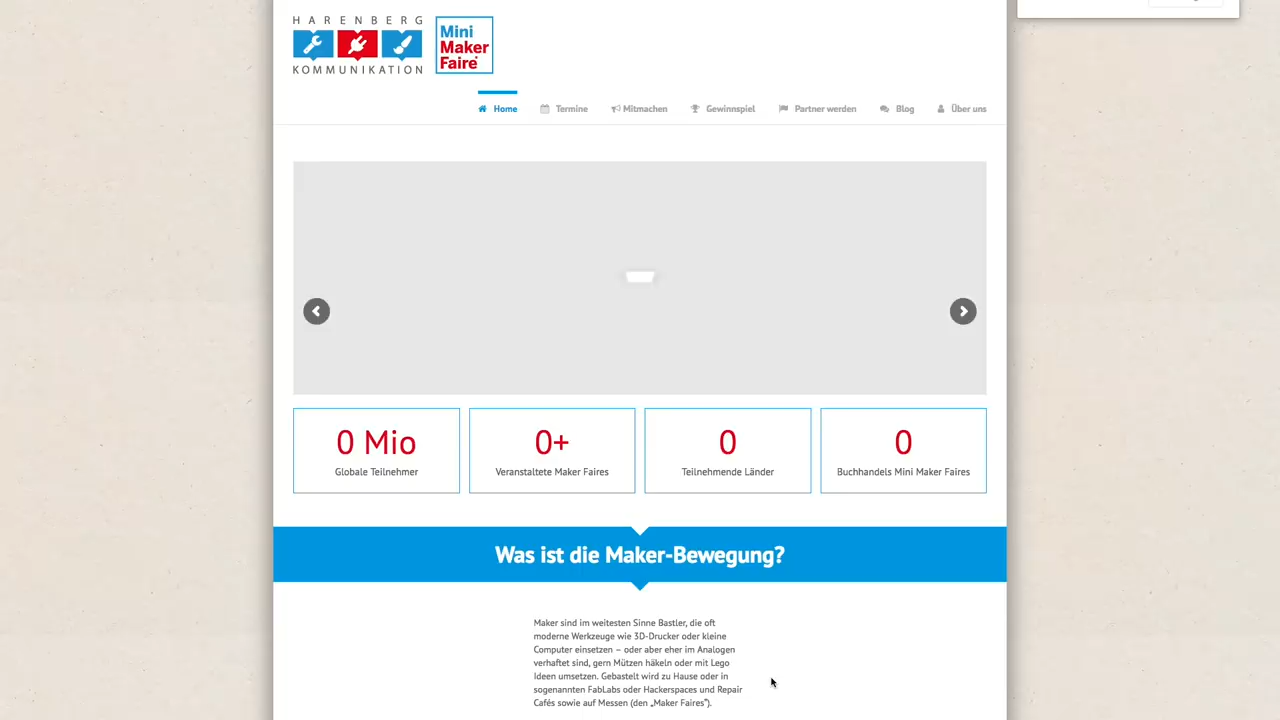 HARENBERG
KOMMUNIKATION
Mini
Maker
Faire
Home
Termine
Mitmachen
Gewinnspiel
Partner werden
Blog
Über uns
0 Mio
Globale Teilnehmer
0+
Veranstaltete Maker Faires
0
Teilnehmende Länder
0
Buchhandels Mini Maker Faires
Was ist die Maker-Bewegung?
Maker sind im weitesten Sinne Bastler, die oft
moderne Werkzeuge wie 3D-Drucker oder kleine
Computer einsetzen – oder aber eher im Analogen
verhaftet sind, gern Mützen häkeln oder mit Lego
Ideen umsetzen. Gebastelt wird zu Hause oder in
sogenannten FabLabs oder Hackerspaces und Repair
Cafés sowie auf Messen (den „Maker Faires“).